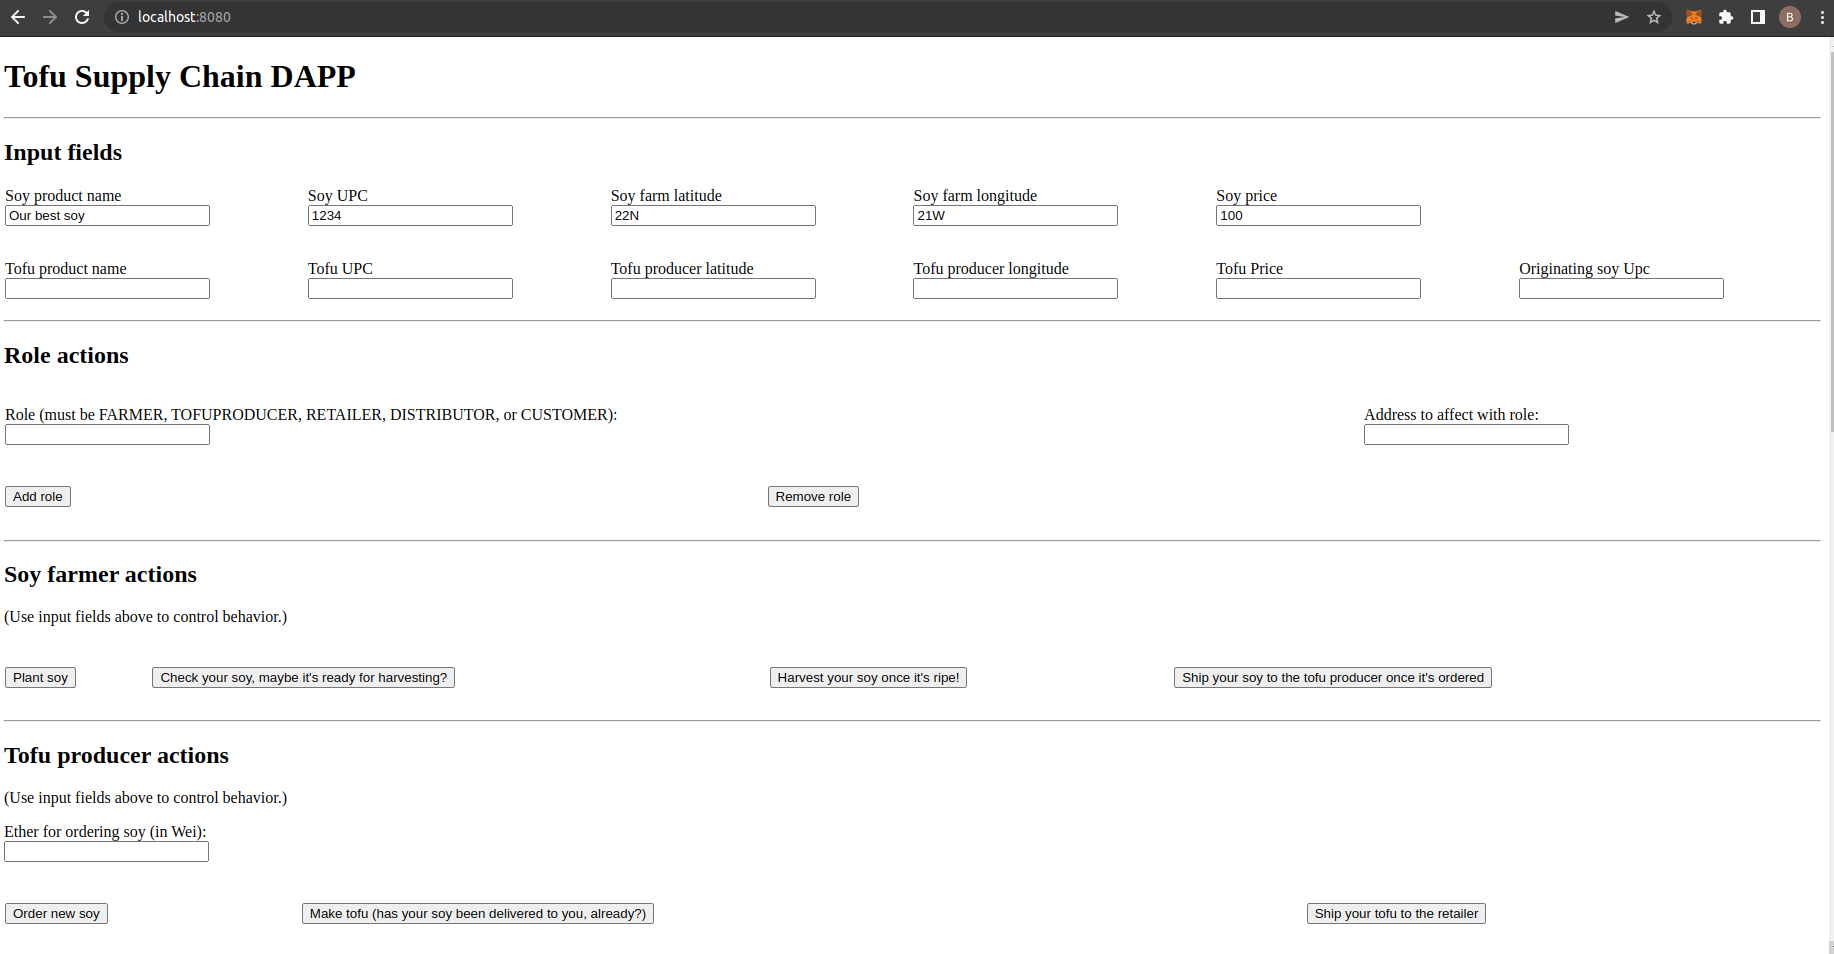 localhost:8080
B
Tofu Supply Chain DAPP
Input fields
Soy product name Soy UPC Soy farm latitude Soy farm longitude Soy price
Our best soy 1234 22N 21W 100
Tofu product name Tofu UPC Tofu producer latitude Tofu producer longitude Tofu Price Originating soy Upc
Role actions
Role (must be FARMER, TOFUPRODUCER, RETAILER, DISTRIBUTOR, or CUSTOMER): Address to affect with role:
Add role Remove role
Soy farmer actions
(Use input fields above to control behavior.)
Plant soy Check your soy, maybe it's ready for harvesting? Harvest your soy once it's ripe! Ship your soy to the tofu producer once it's ordered
Tofu producer actions
(Use input fields above to control behavior.)
Ether for ordering soy (in Wei):
Order new soy Make tofu (has your soy been delivered to you, already?) Ship your tofu to the retailer